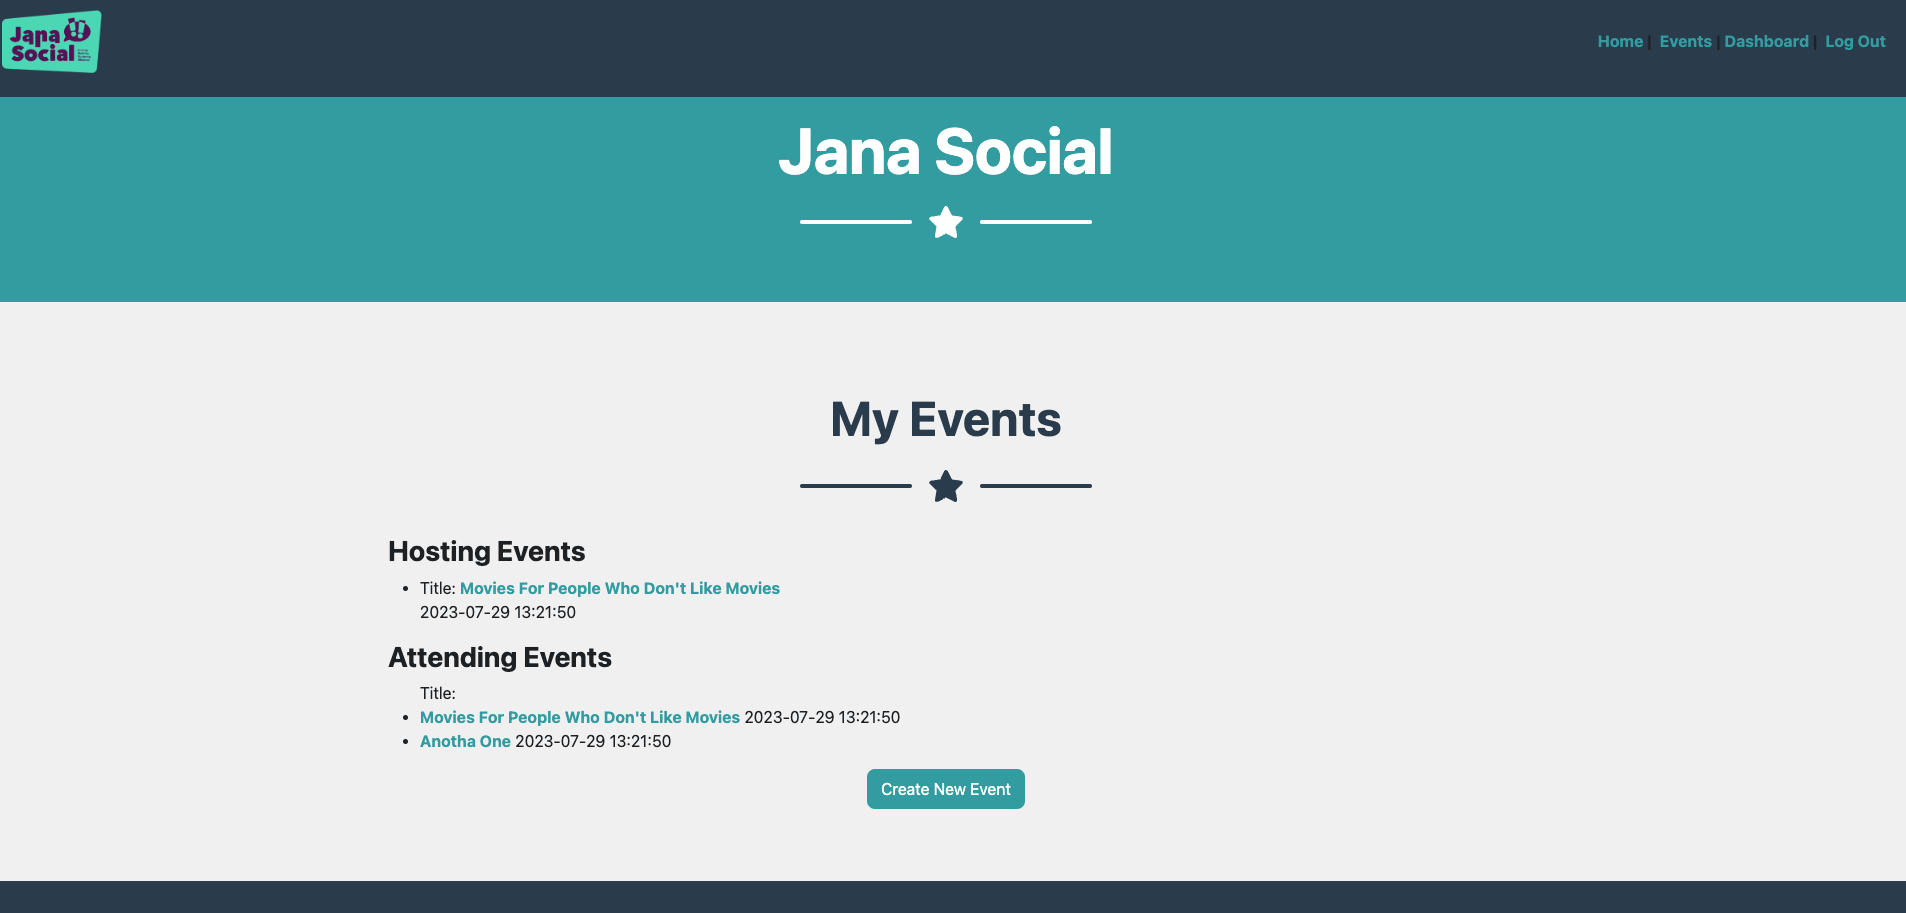 Jana
Social
Home | Events | Dashboard | Log Out
Jana Social
My Events
Hosting Events
• Title: Movies For People Who Don't Like Movies
2023-07-29 13:21:50
Attending Events
Title:
• Movies For People Who Don't Like Movies 2023-07-29 13:21:50
• Anotha One 2023-07-29 13:21:50
Create New Event